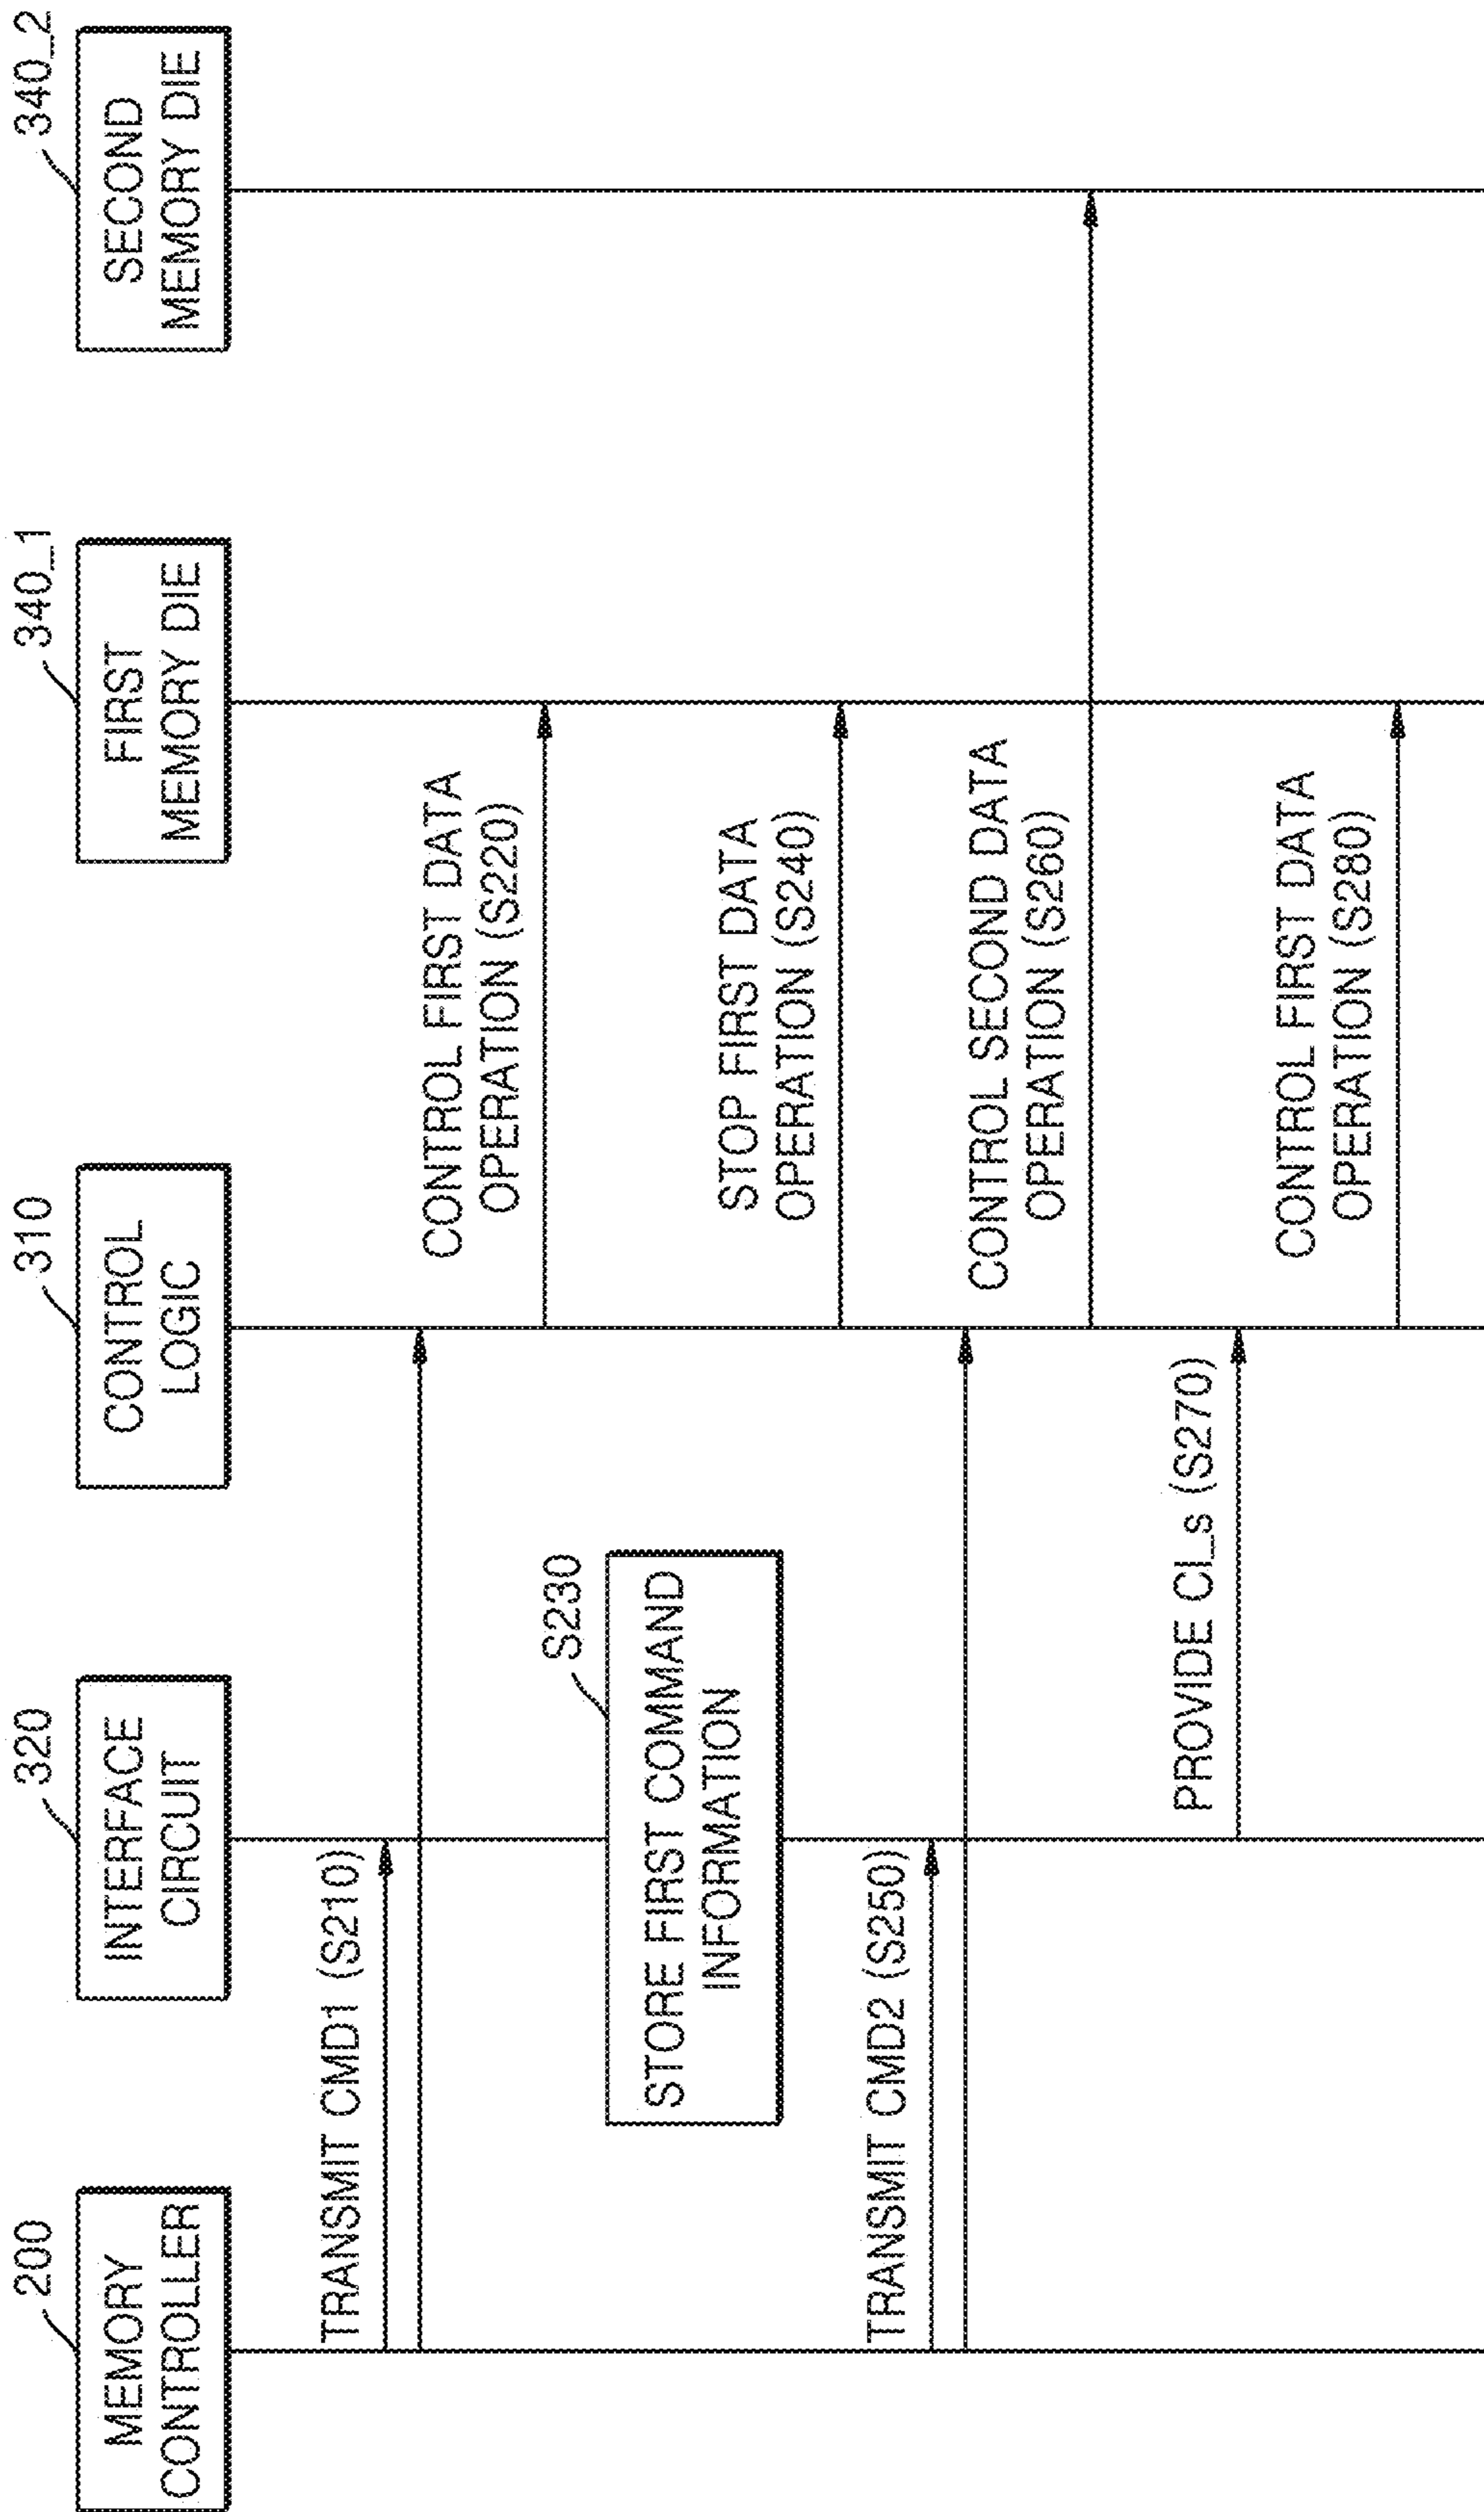 200
MEMORY
CONTROLLER
320
INTERFACE
CIRCUIT
310
CONTROL
LOGIC
340_1
FIRST
MEMORY DIE
340_2
SECOND
MEMORY DIE
TRANSMIT CMD1 (S210)
CONTROL FIRST DATA
OPERATION (S220)
S230
STORE FIRST COMMAND
INFORMATION
STOP FIRST DATA
OPERATION (S240)
TRANSMIT CMD2 (S250)
CONTROL SECOND DATA
OPERATION (S260)
PROVIDE CI_s (S270)
CONTROL FIRST DATA
OPERATION (S280)